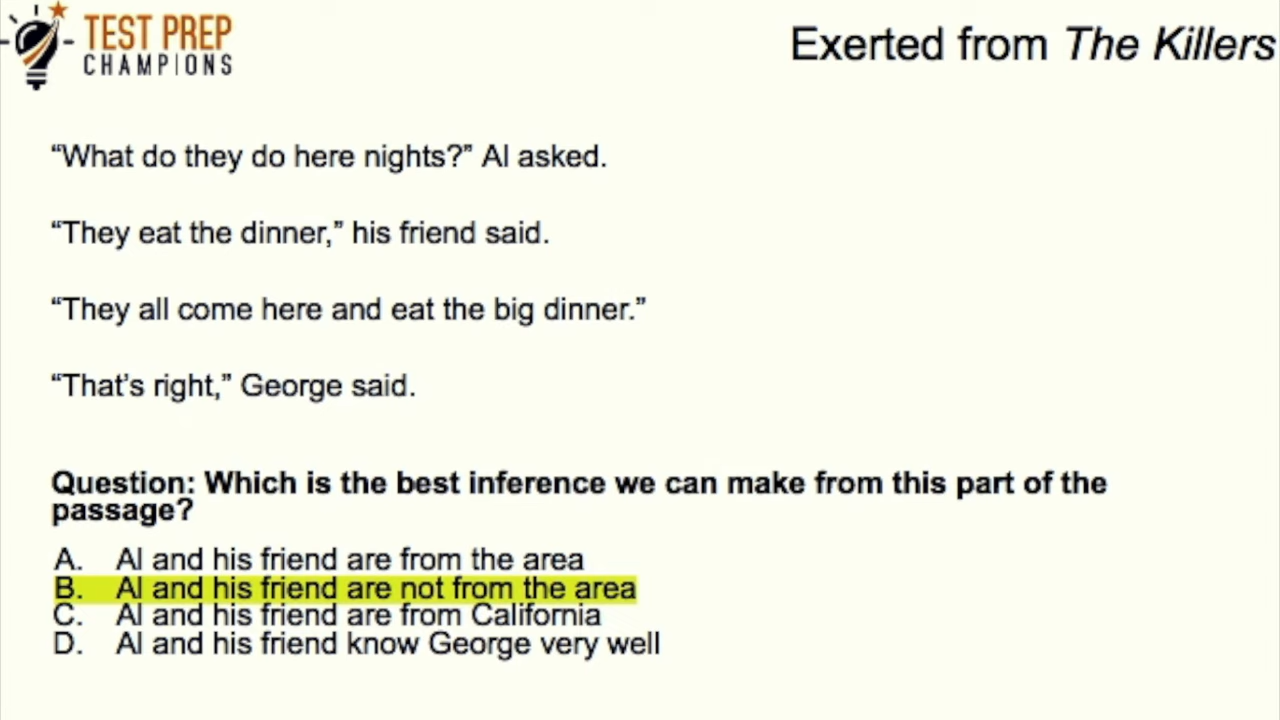 TEST PREP
CHAMPIONS
Exerted from The Killers
“What do they do here nights?” Al asked.
“They eat the dinner,” his friend said.
“They all come here and eat the big dinner.”
“That’s right,” George said.
Question: Which is the best inference we can make from this part of the
passage?
A. Al and his friend are from the area
B. Al and his friend are not from the area
C. Al and his friend are from California
D. Al and his friend know George very well